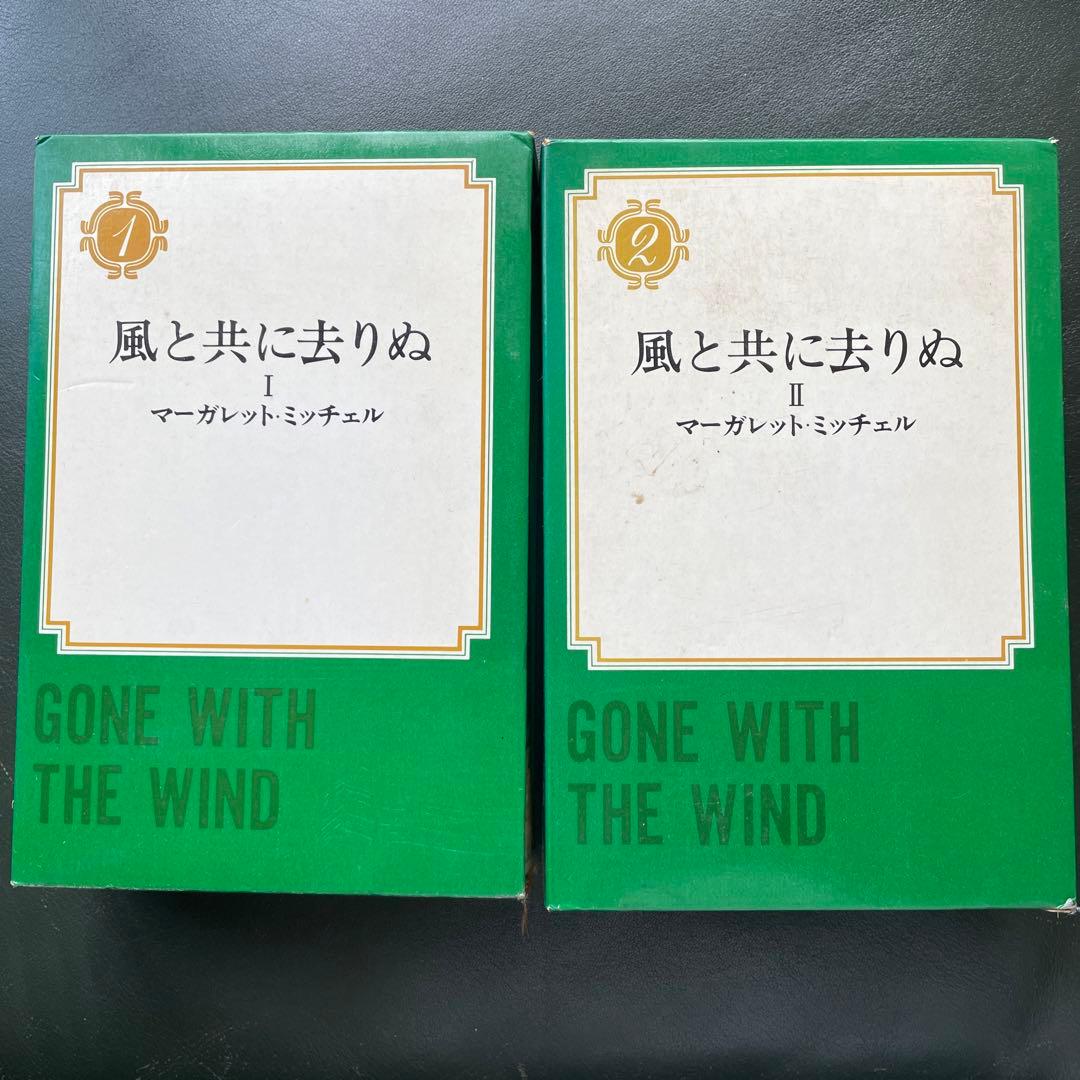 1
風と共に去りぬ
I
マーガレット・ミッチェル
GONE WITH
THE WIND
2
風と共に去りぬ
II
マーガレット・ミッチェル
GONE WITH
THE WIND